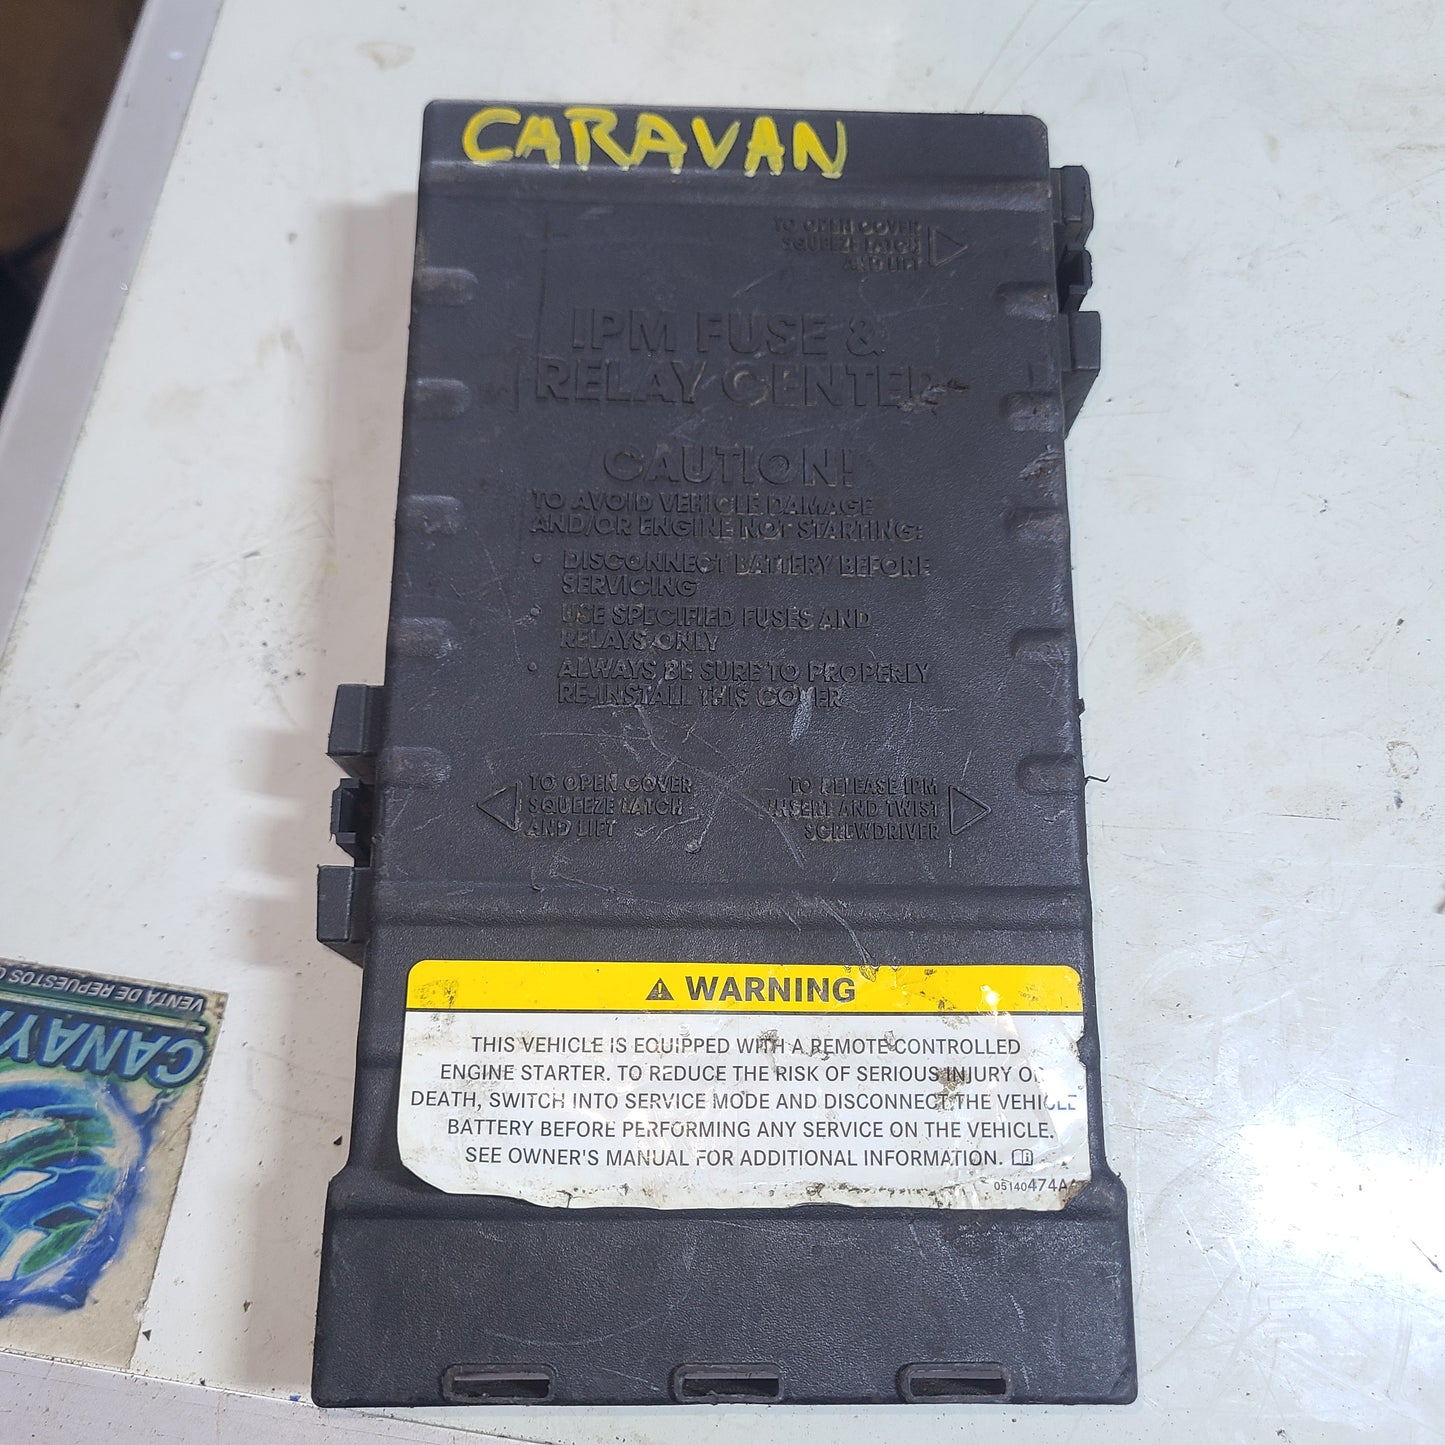 CARAVAN
TO OPEN COVER
SQUEEZE LATCH
AND LIFT
IPM FUSE &
RELAY CENTER
CAUTION!
TO AVOID VEHICLE DAMAGE
AND/OR ENGINE NOT STARTING:
• DISCONNECT BATTERY BEFORE
SERVICING
• USE SPECIFIED FUSES AND
RELAYS ONLY
• ALWAYS BE SURE TO PROPERLY
RE-INSTALL THIS COVER
TO OPEN COVER
SQUEEZE LATCH
AND LIFT
TO RELEASE IPM
INSERT AND TWIST
SCREWDRIVER
WARNING
THIS VEHICLE IS EQUIPPED WITH A REMOTE CONTROLLED
ENGINE STARTER. TO REDUCE THE RISK OF SERIOUS INJURY OR
DEATH, SWITCH INTO SERVICE MODE AND DISCONNECT THE VEHICLE
BATTERY BEFORE PERFORMING ANY SERVICE ON THE VEHICLE.
SEE OWNER'S MANUAL FOR ADDITIONAL INFORMATION.
05140474A
VENTA DE REPUESTOS
CANAY